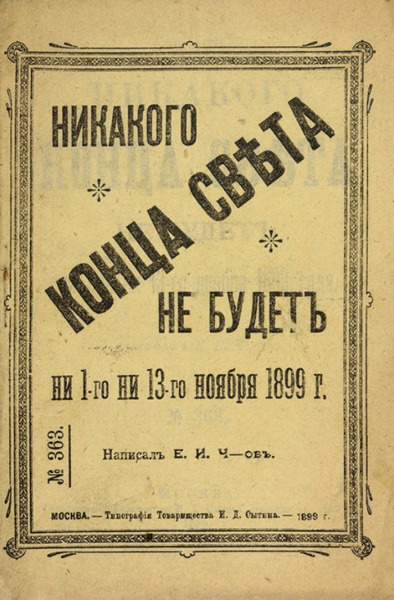 НИКАКОГО
КОНЦА СВѢТА
НЕ БУДЕТЪ
ни 1-го ни 13-го ноября 1899 г.
№ 363.
Написалъ Е. И. Ч—овъ.
МОСКВА. — Типографія Товарищества И. Д. Сытина. — 1899 г.